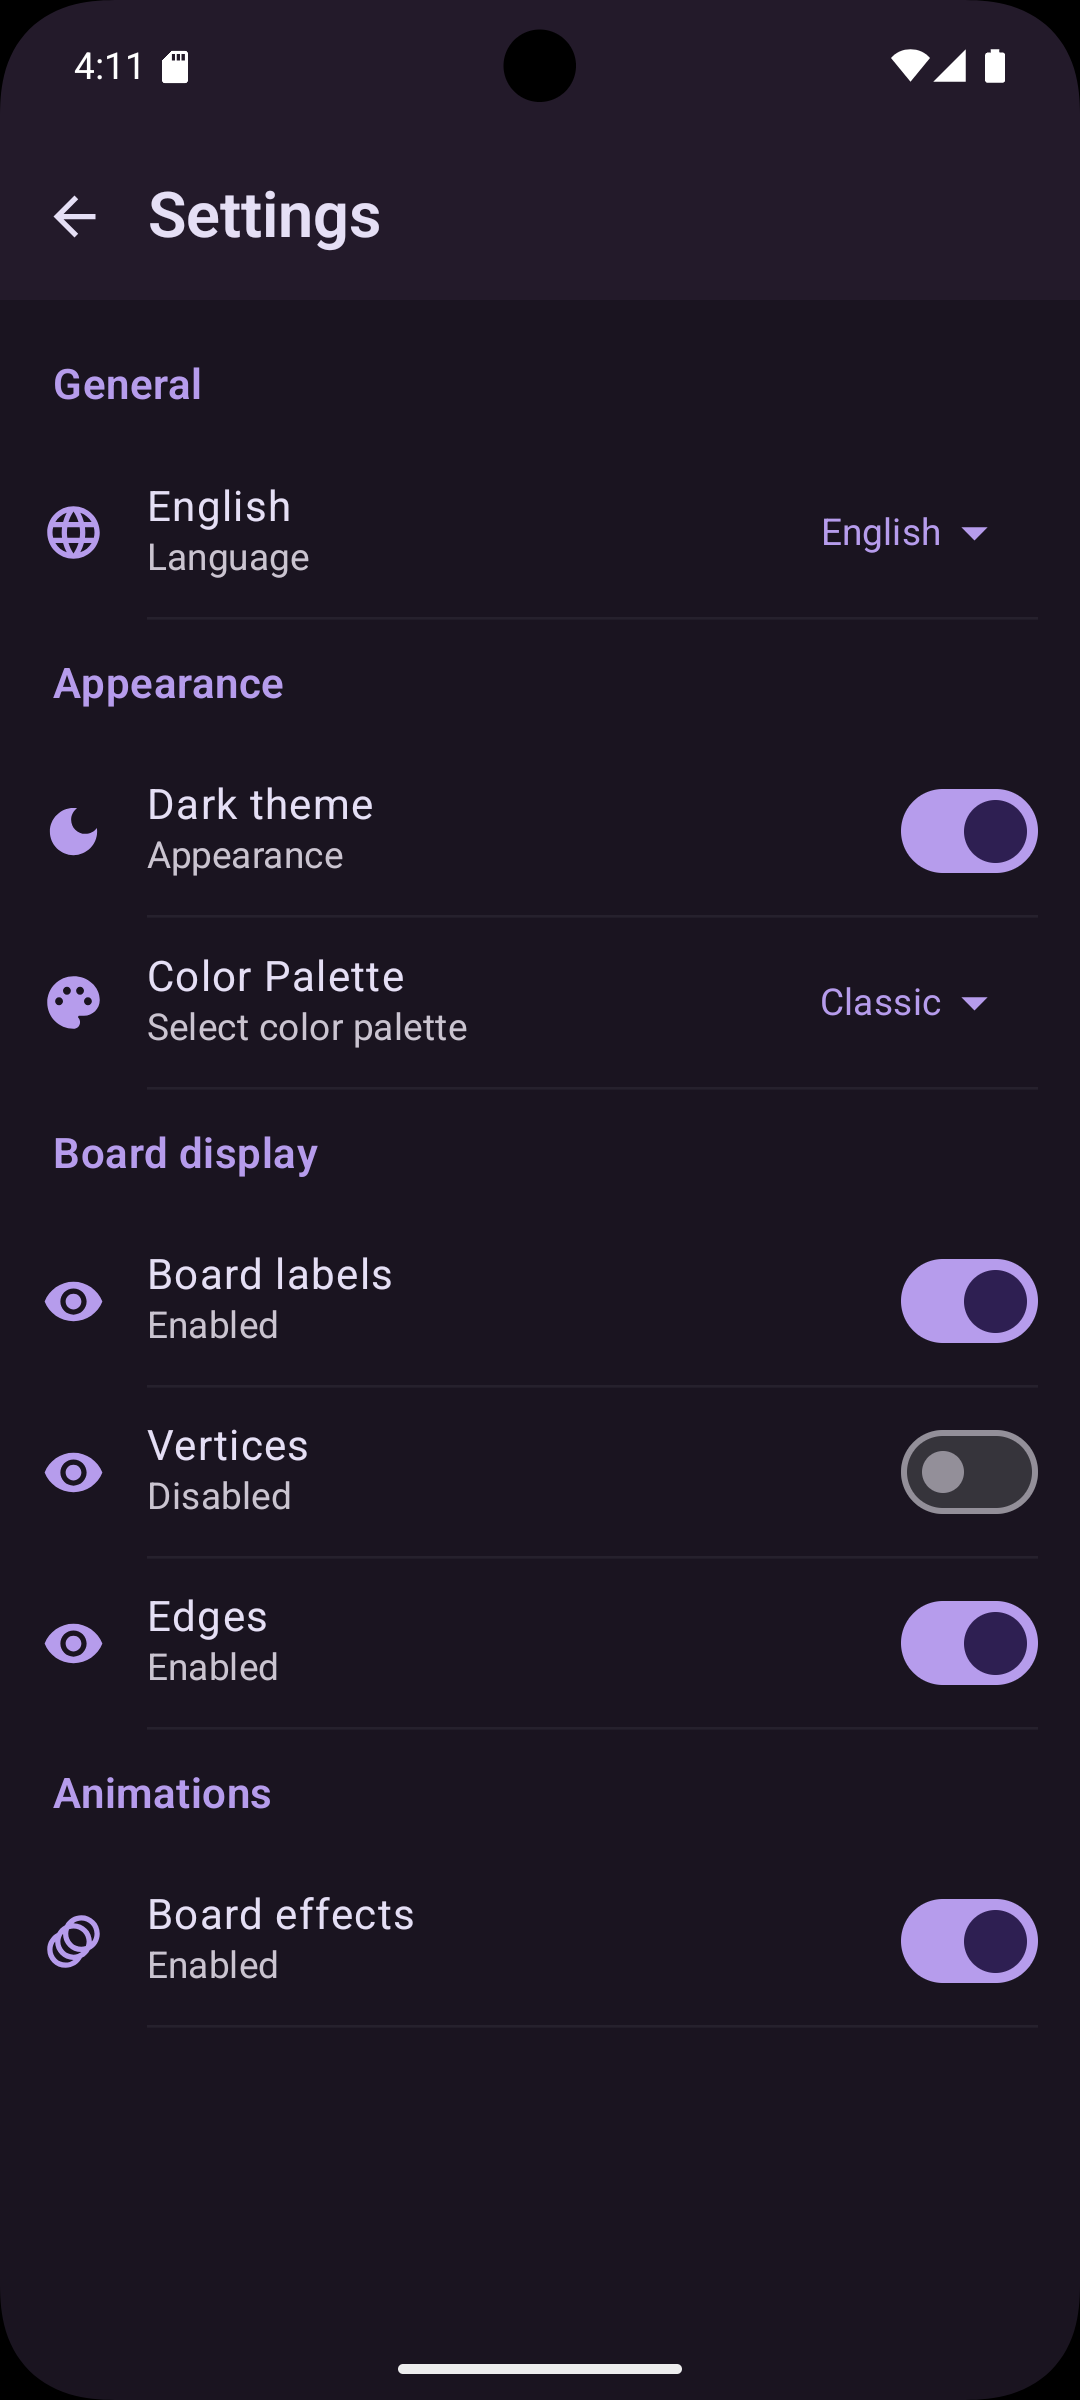 4:11
Settings
General
English
Language
English
Appearance
Dark theme
Appearance
Color Palette
Select color palette
Classic
Board display
Board labels
Enabled
Vertices
Disabled
Edges
Enabled
Animations
Board effects
Enabled